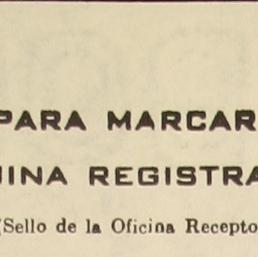 PARA MARCAR
INA REGISTRA
(Sello de la Oficina Recepto